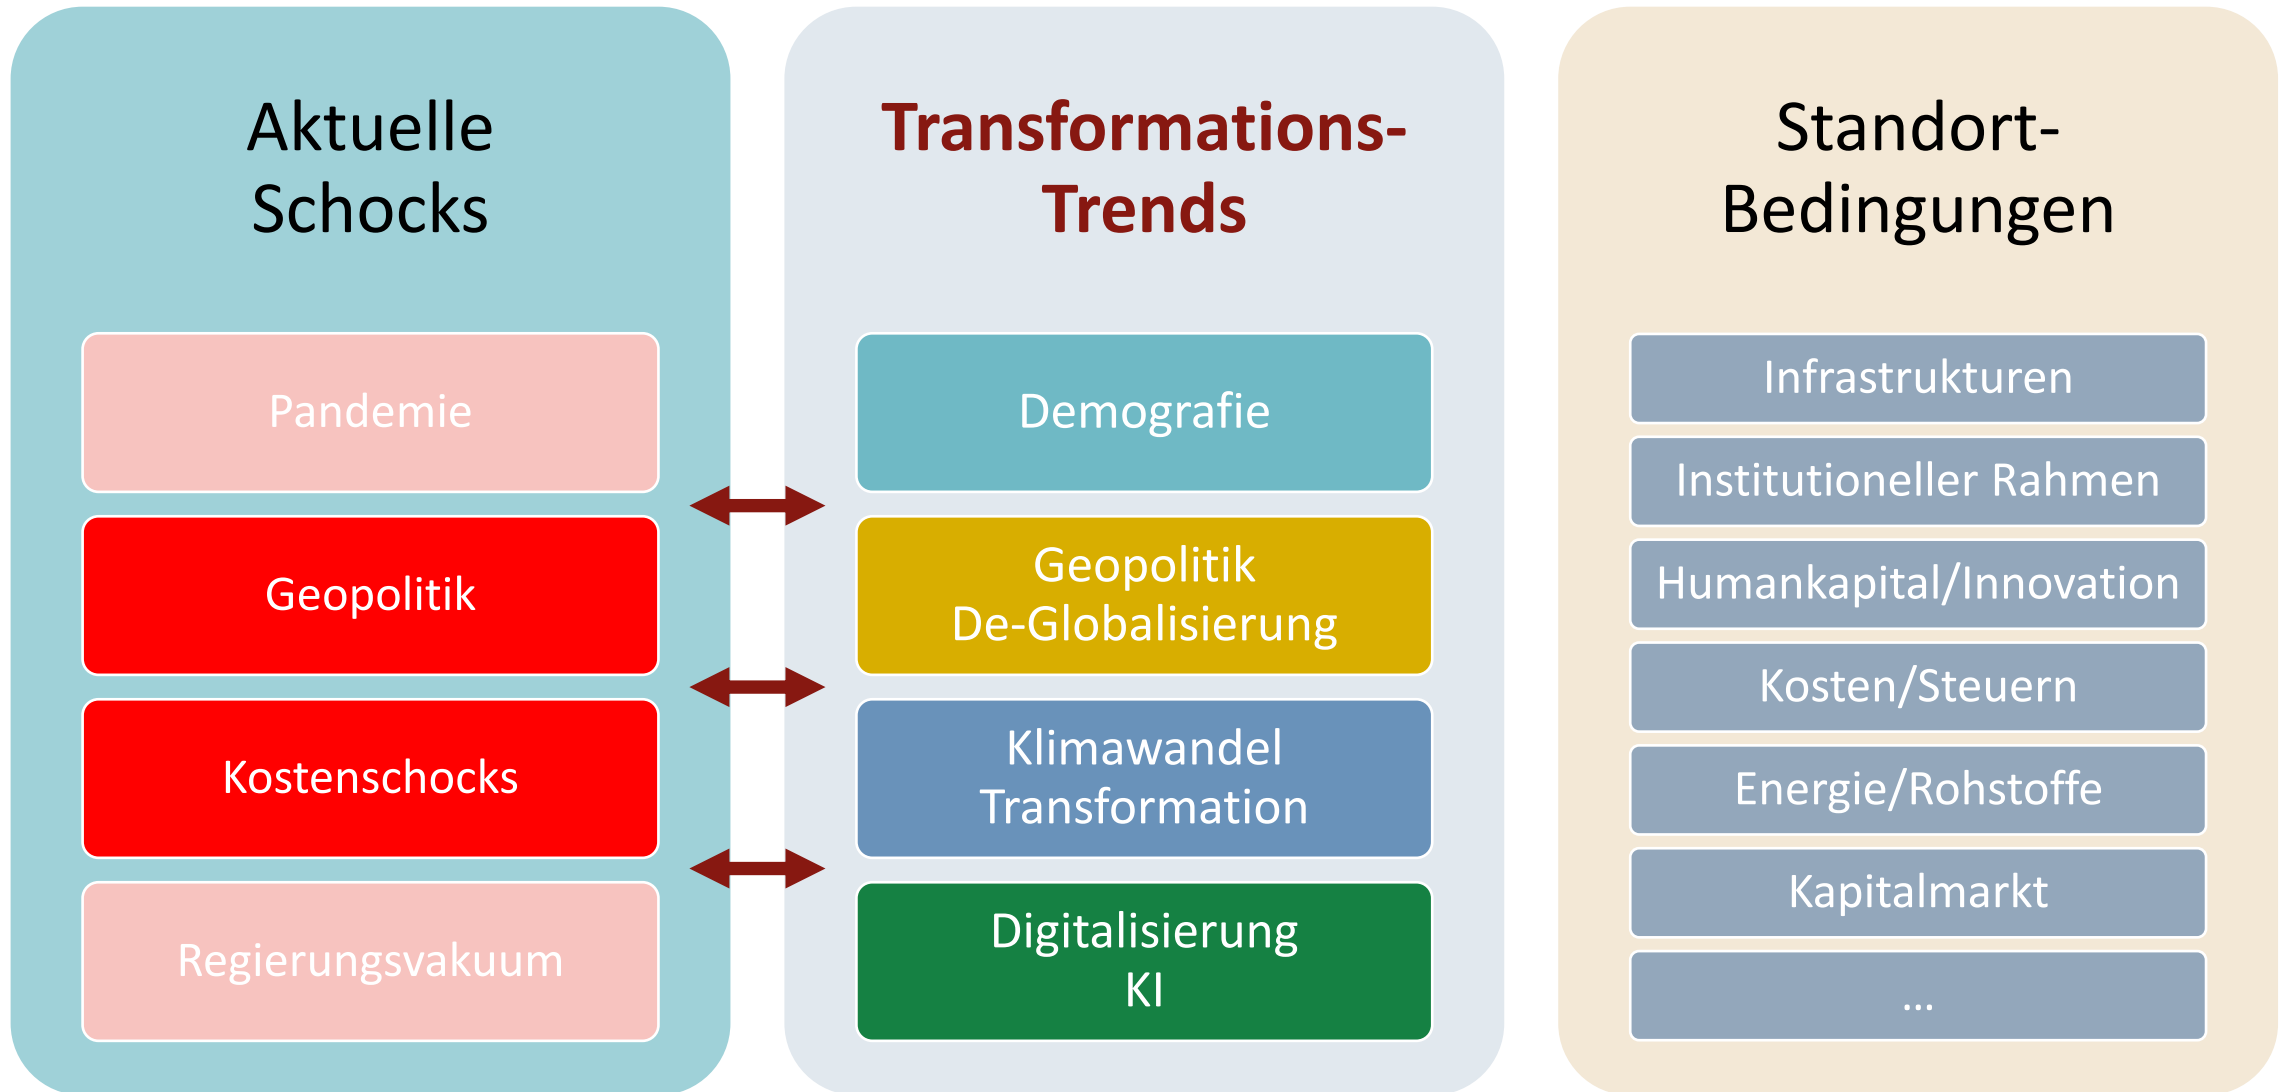 Aktuelle
Schocks
Pandemie
Geopolitik
Kostenschocks
Regierungsvakuum
Transformations-
Trends
Demografie
Geopolitik
De-Globalisierung
Klimawandel
Transformation
Digitalisierung
KI
Standort-
Bedingungen
Infrastrukturen
Institutioneller Rahmen
Humankapital/Innovation
Kosten/Steuern
Energie/Rohstoffe
Kapitalmarkt
...